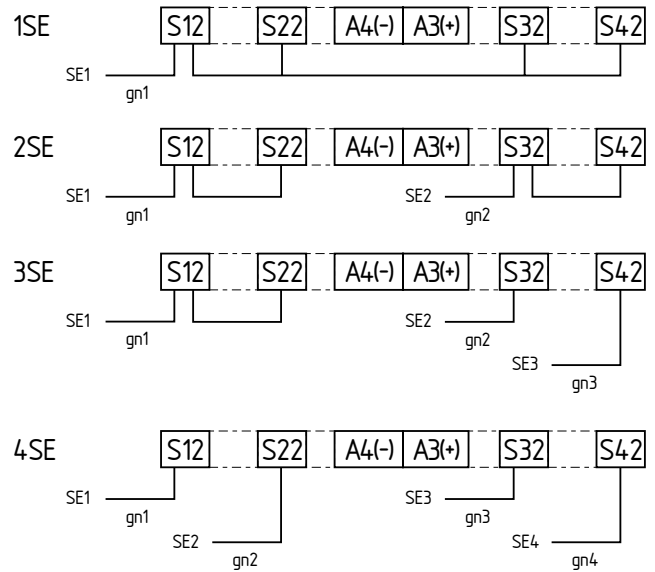 1SE S12 S22 A4(-) A3(+) S32 S42
SE1
gn1
2SE S12 S22 A4(-) A3(+) S32 S42
SE1 SE2
gn1 gn2
3SE S12 S22 A4(-) A3(+) S32 S42
SE1 SE2
gn1 gn2
SE3
gn3
4SE S12 S22 A4(-) A3(+) S32 S42
SE1 SE3
gn1 gn3
SE2 SE4
gn2 gn4